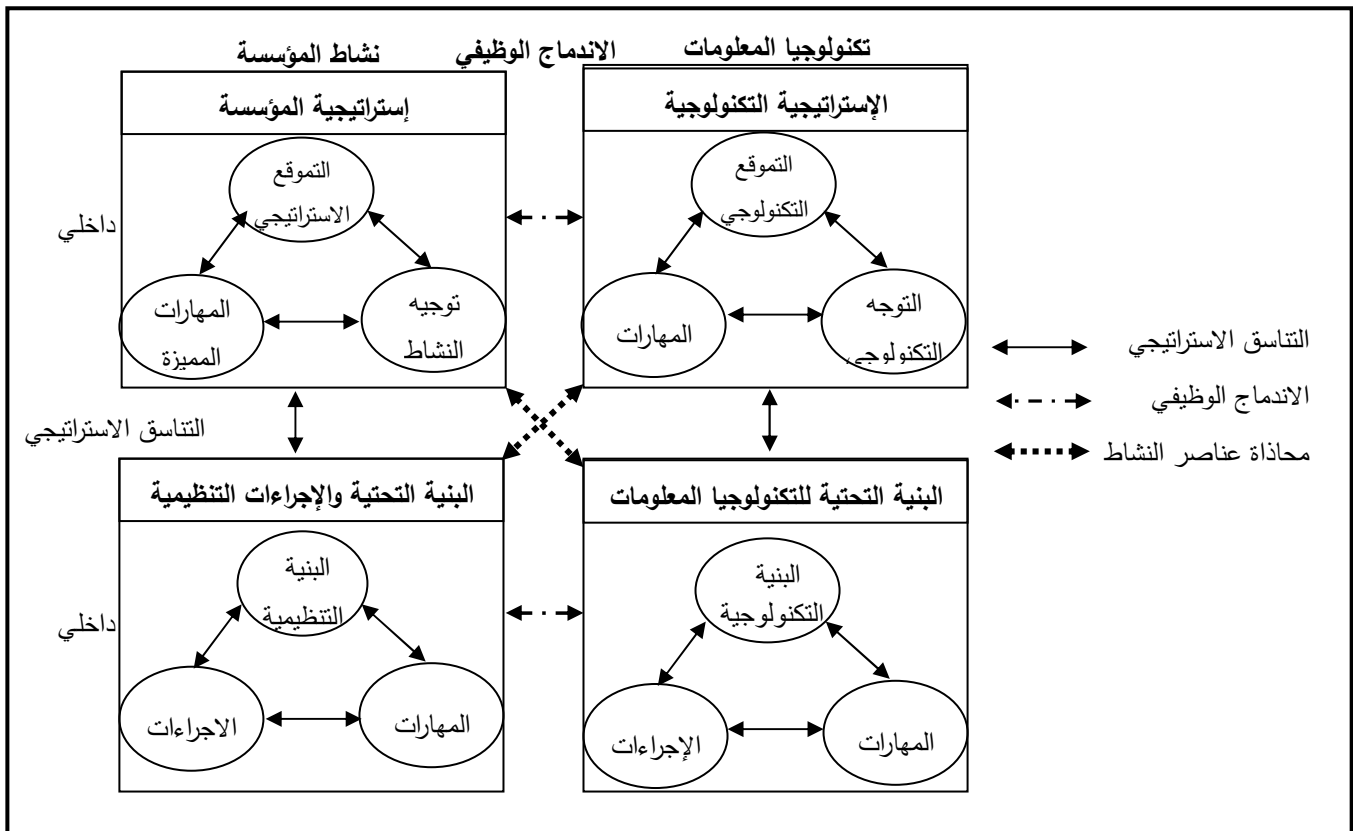 تكنولوجيا المعلومات
الاندماج الوظيفي
نشاط المؤسسة
الإستراتيجية التكنولوجية
إستراتيجية المؤسسة
التموقع
التكنولوجي
التوجه
التكنولوجي
المهارات
التموقع
الاستراتيجي
توجيه
النشاط
المهارات
المميزة
داخلي
التناسق الاستراتيجي
الاندماج الوظيفي
محاذاة عناصر النشاط
التناسق الاستراتيجي
البنية التحتية للتكنولوجيا المعلومات
البنية التحتية والإجراءات التنظيمية
البنية
التكنولوجية
المهارات
الإجراءات
البنية
التنظيمية
المهارات
الاجراءات
داخلي